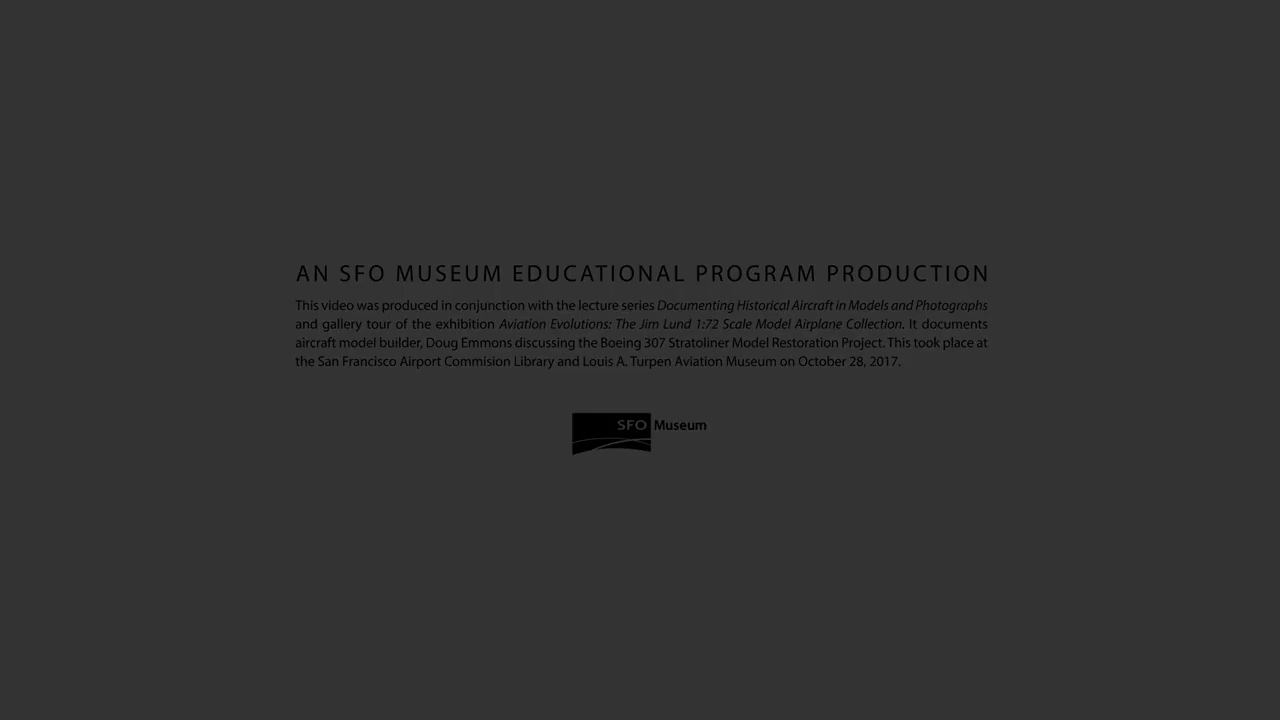 AN SFO MUSEUM EDUCATIONAL PROGRAM PRODUCTION
This video was produced in conjunction with the lecture series Documenting Historical Aircraft in Models and Photographs
and gallery tour of the exhibition Aviation Evolutions: The Jim Lund 1:72 Scale Model Airplane Collection. It documents
aircraft model builder, Doug Emmons discussing the Boeing 307 Stratoliner Model Restoration Project. This took place at
the San Francisco Airport Commision Library and Louis A. Turpen Aviation Museum on October 28, 2017.
SFO Museum